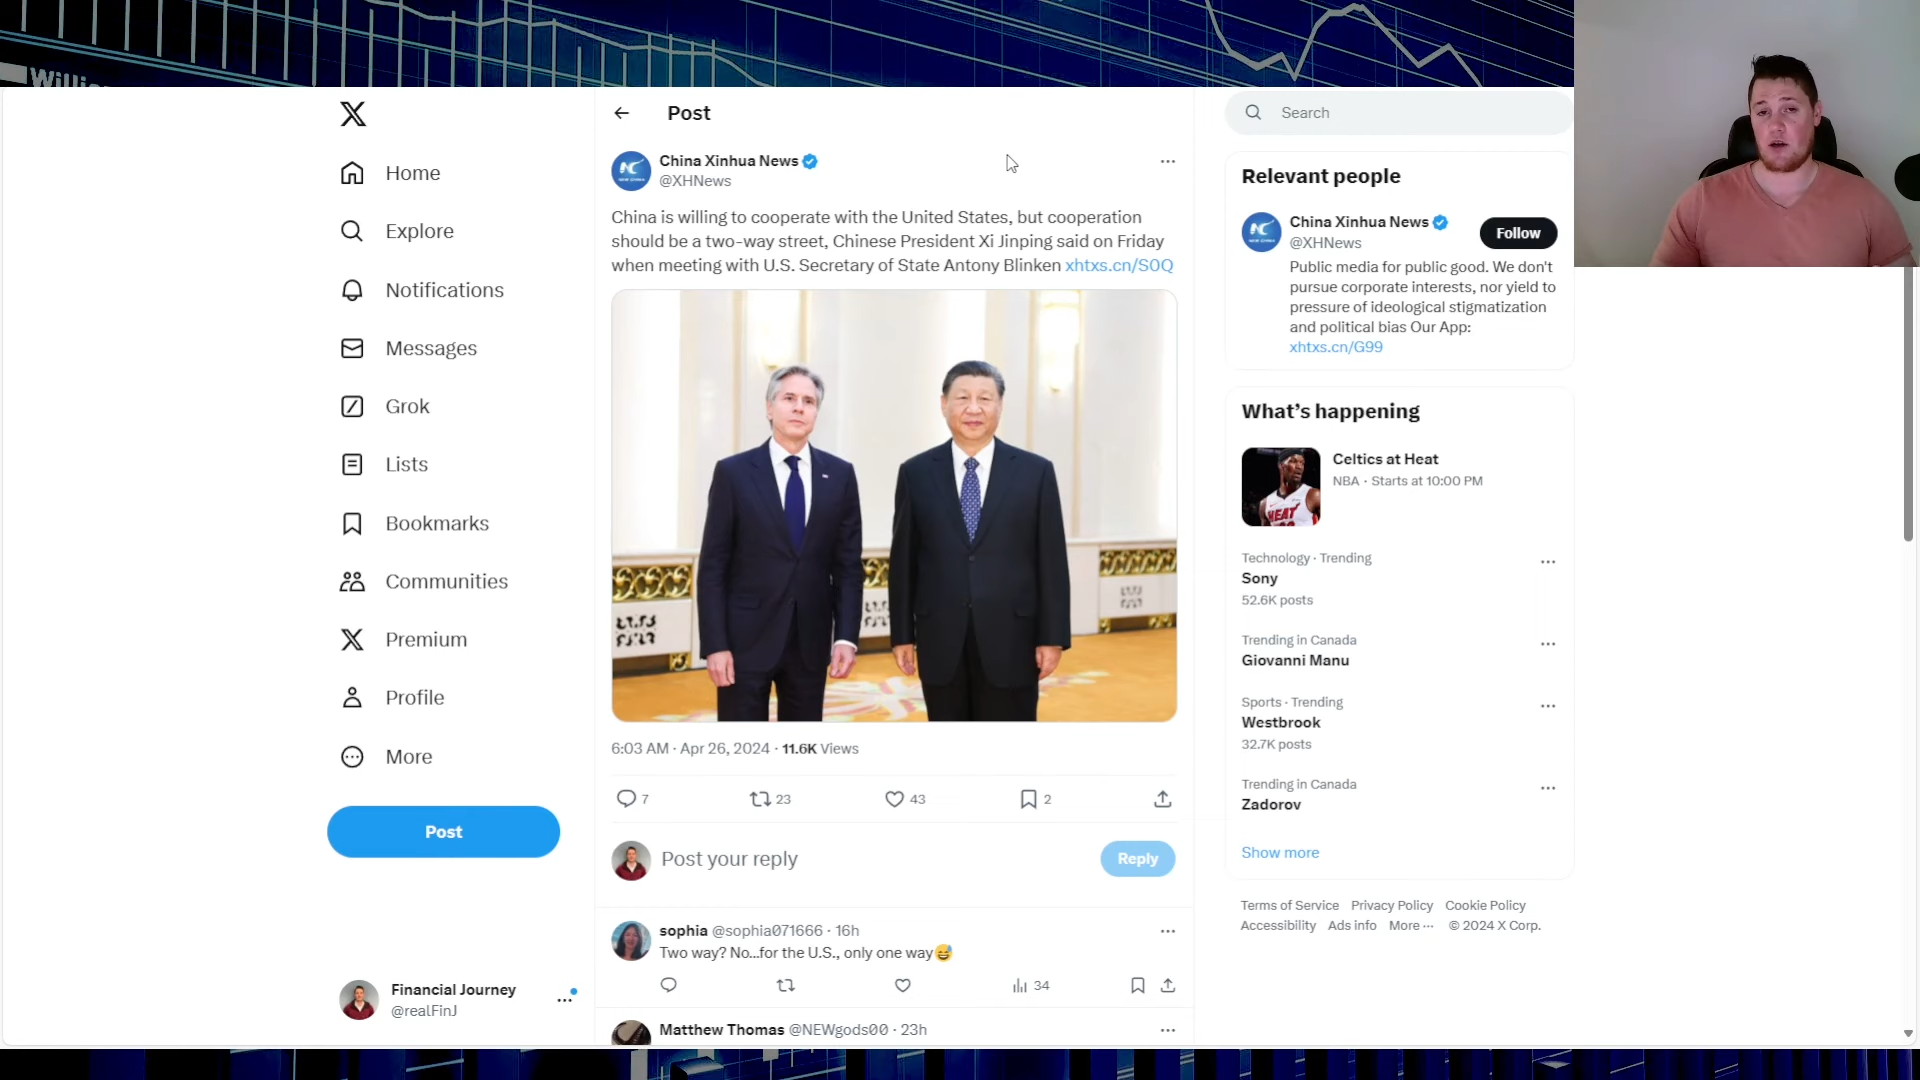 Willi
Post
Search
China Xinhua News
@XHNews
China is willing to cooperate with the United States, but cooperation
should be a two-way street, Chinese President Xi Jinping said on Friday
when meeting with U.S. Secretary of State Antony Blinken xhtxs.cn/S0Q
6:03 AM · Apr 26, 2024 · 11.6K Views
7
23
43
2
Post your reply
Reply
sophia @sophia071666 · 16h
Two way? No...for the U.S., only one way😅
34
Matthew Thomas @NEWgods00 · 23h
Home
Explore
Notifications
Messages
Grok
Lists
Bookmarks
Communities
Premium
Profile
More
Post
Financial Journey
@realFinJ
Relevant people
China Xinhua News
@XHNews
Follow
Public media for public good. We don't
pursue corporate interests, nor yield to
pressure of ideological stigmatization
and political bias Our App:
xhtxs.cn/G99
What's happening
Celtics at Heat
NBA · Starts at 10:00 PM
HEAT
Technology · Trending
Sony
52.6K posts
Trending in Canada
Giovanni Manu
Sports · Trending
Westbrook
32.7K posts
Trending in Canada
Zadorov
Show more
Terms of Service Privacy Policy Cookie Policy
Accessibility Ads info More ··· © 2024 X Corp.